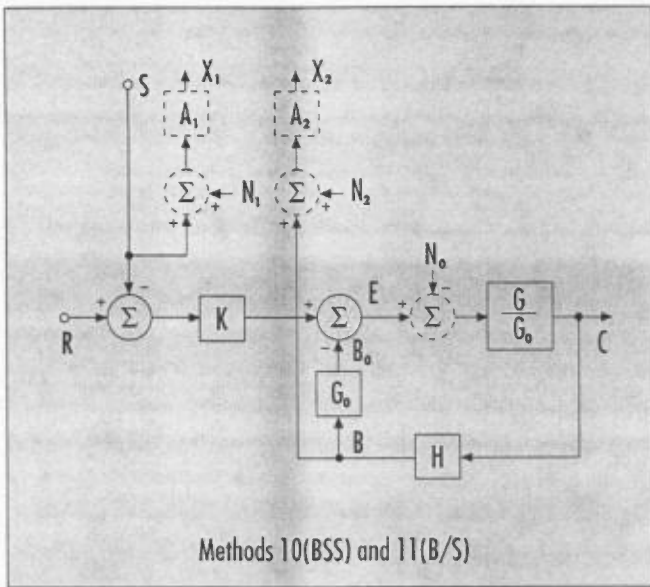 S
X₁
X₂
A₁
A₂
Σ
N₁
Σ
N₂
+
+
+
+
N₀
R
+
−
Σ
K
+
Σ
−
E
+
−
Σ
G
G₀
C
B₀
G₀
B
H
Methods 10(BSS) and 11(B/S)